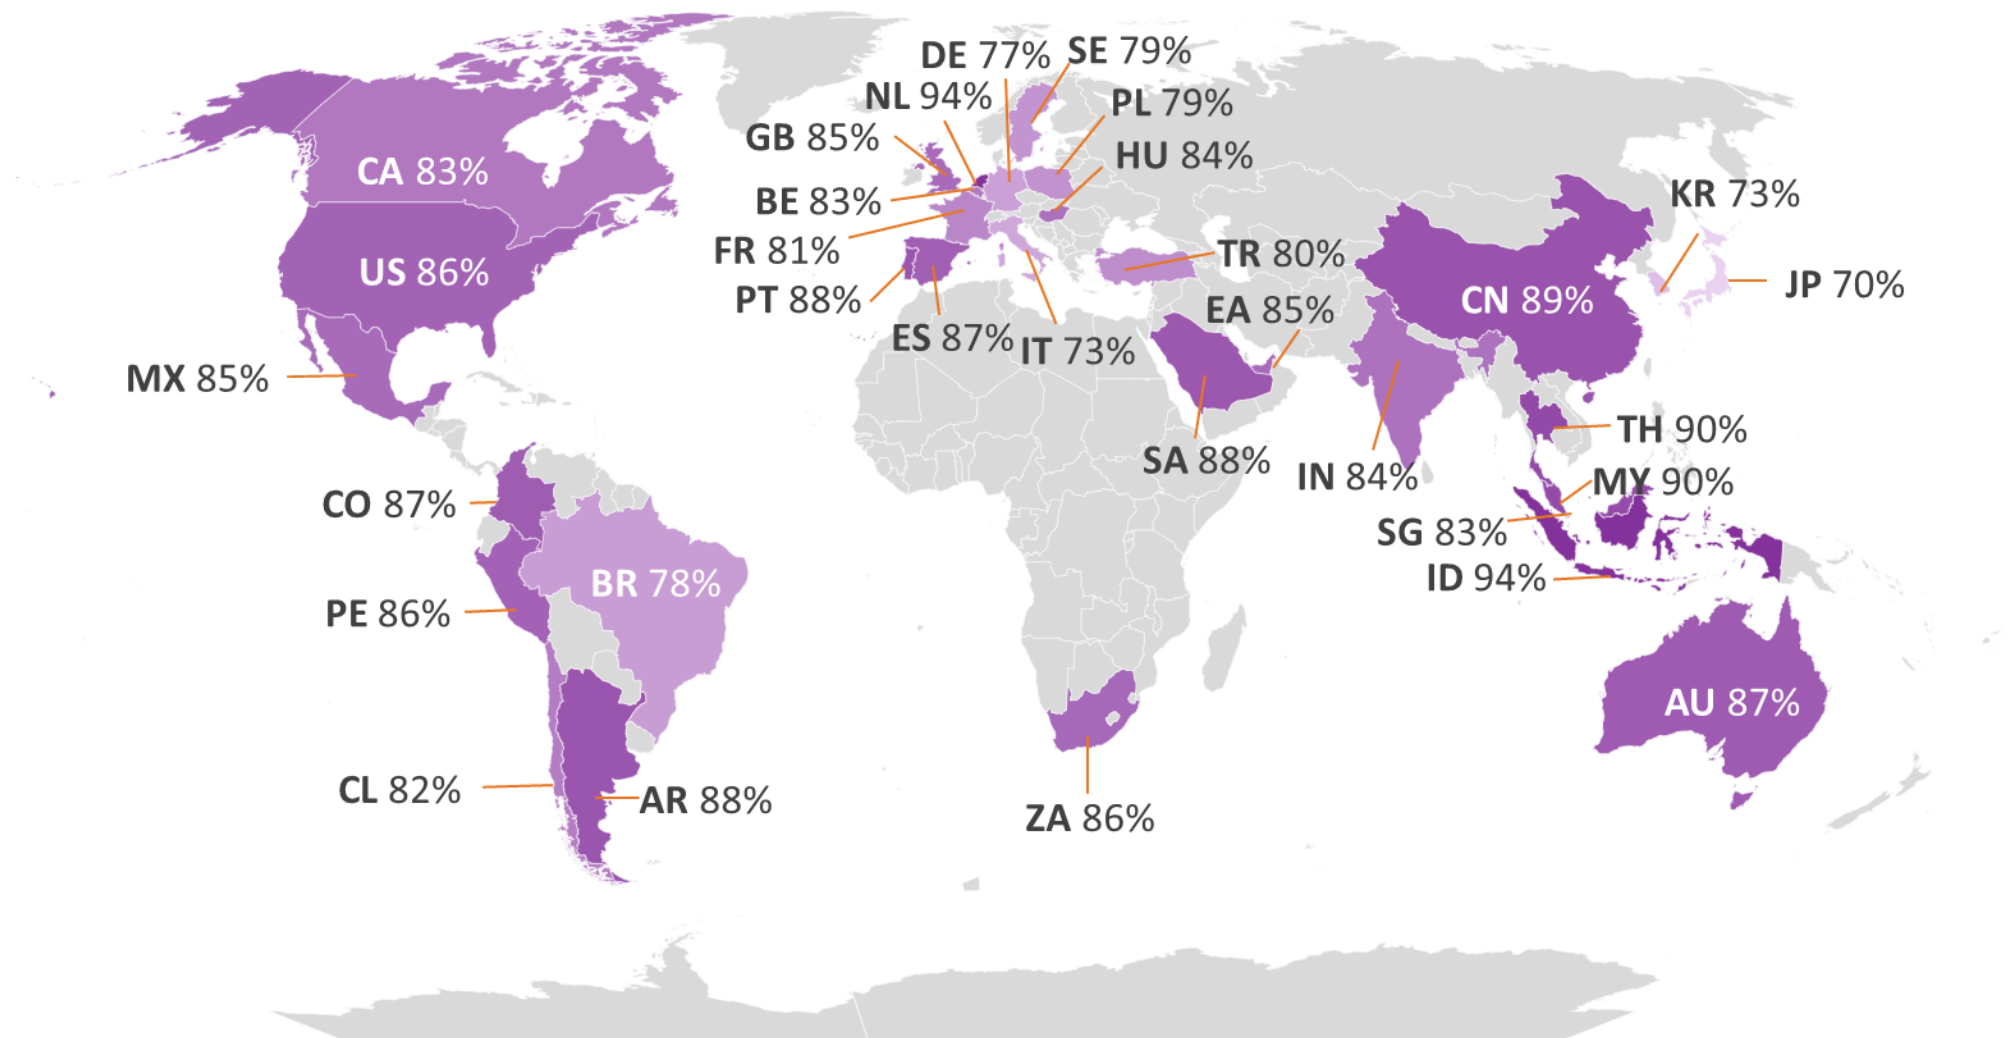 DE 77%
SE 79%
NL 94%
PL 79%
GB 85%
HU 84%
CA 83%
BE 83%
KR 73%
FR 81%
TR 80%
US 86%
JP 70%
PT 88%
EA 85%
CN 89%
ES 87%
IT 73%
MX 85%
TH 90%
SA 88%
IN 84%
MY 90%
CO 87%
SG 83%
ID 94%
BR 78%
PE 86%
AU 87%
CL 82%
AR 88%
ZA 86%